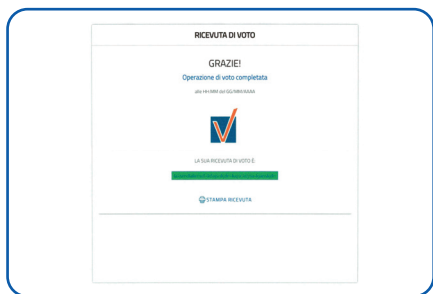 RICEVUTA DI VOTO
GRAZIE!
Operazione di voto completata
alle HH:MM del GG/MM/AAAA
LA SUA RICEVUTA DI VOTO È:
STAMPA RICEVUTA